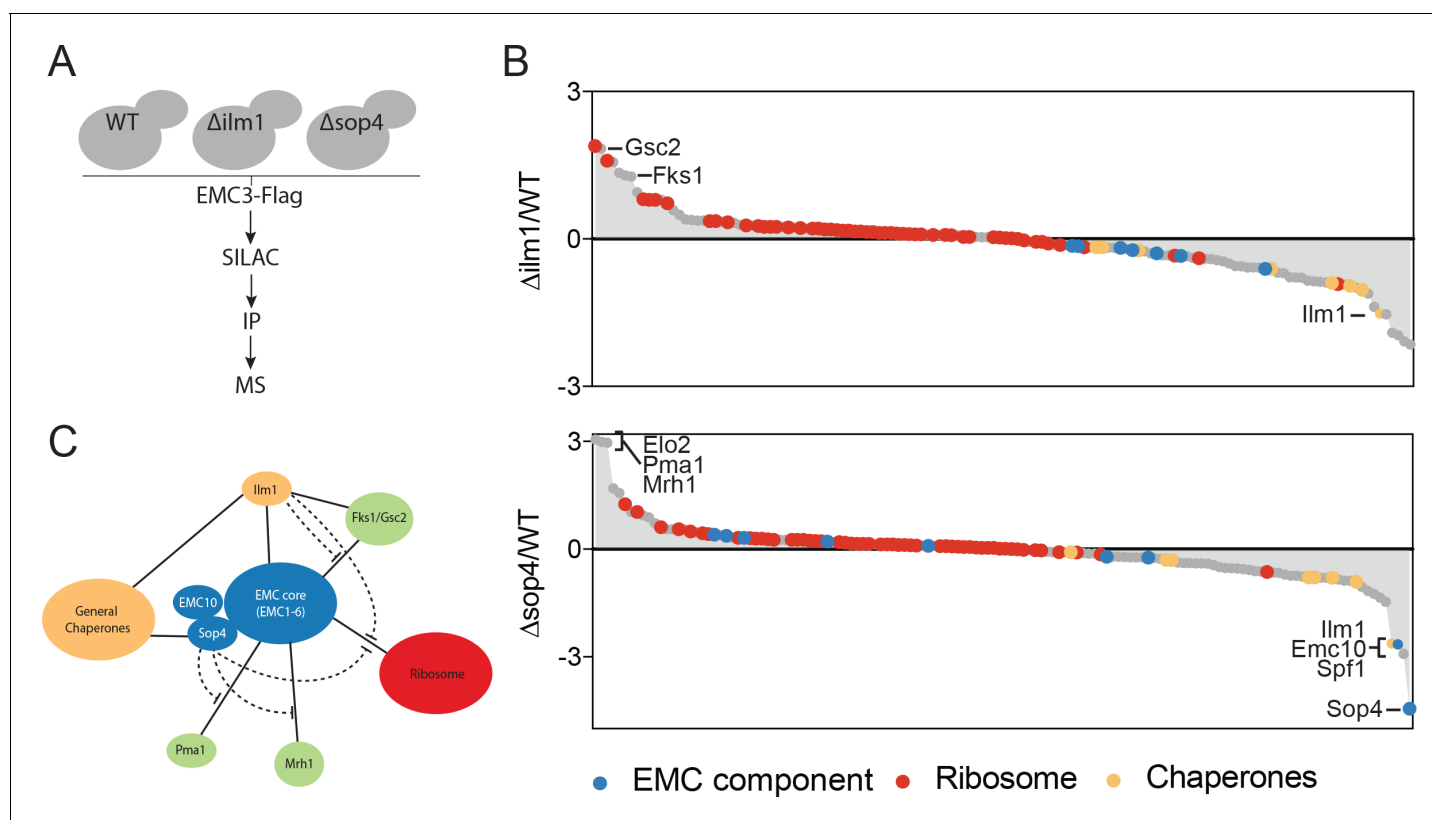 A
WT
Δilm1
Δsop4
EMC3-Flag
SILAC
IP
MS
B
3
0
-3
Δilm1/WT
Gsc2
Fks1
Ilm1
3
0
-3
Δsop4/WT
Elo2
Pma1
Mrh1
Ilm1
Emc10
Spf1
Sop4
C
Ilm1
Fks1/Gsc2
EMC core
(EMC1-6)
EMC10
Sop4
General
Chaperones
Ribosome
Pma1
Mrh1
EMC component
Ribosome
Chaperones